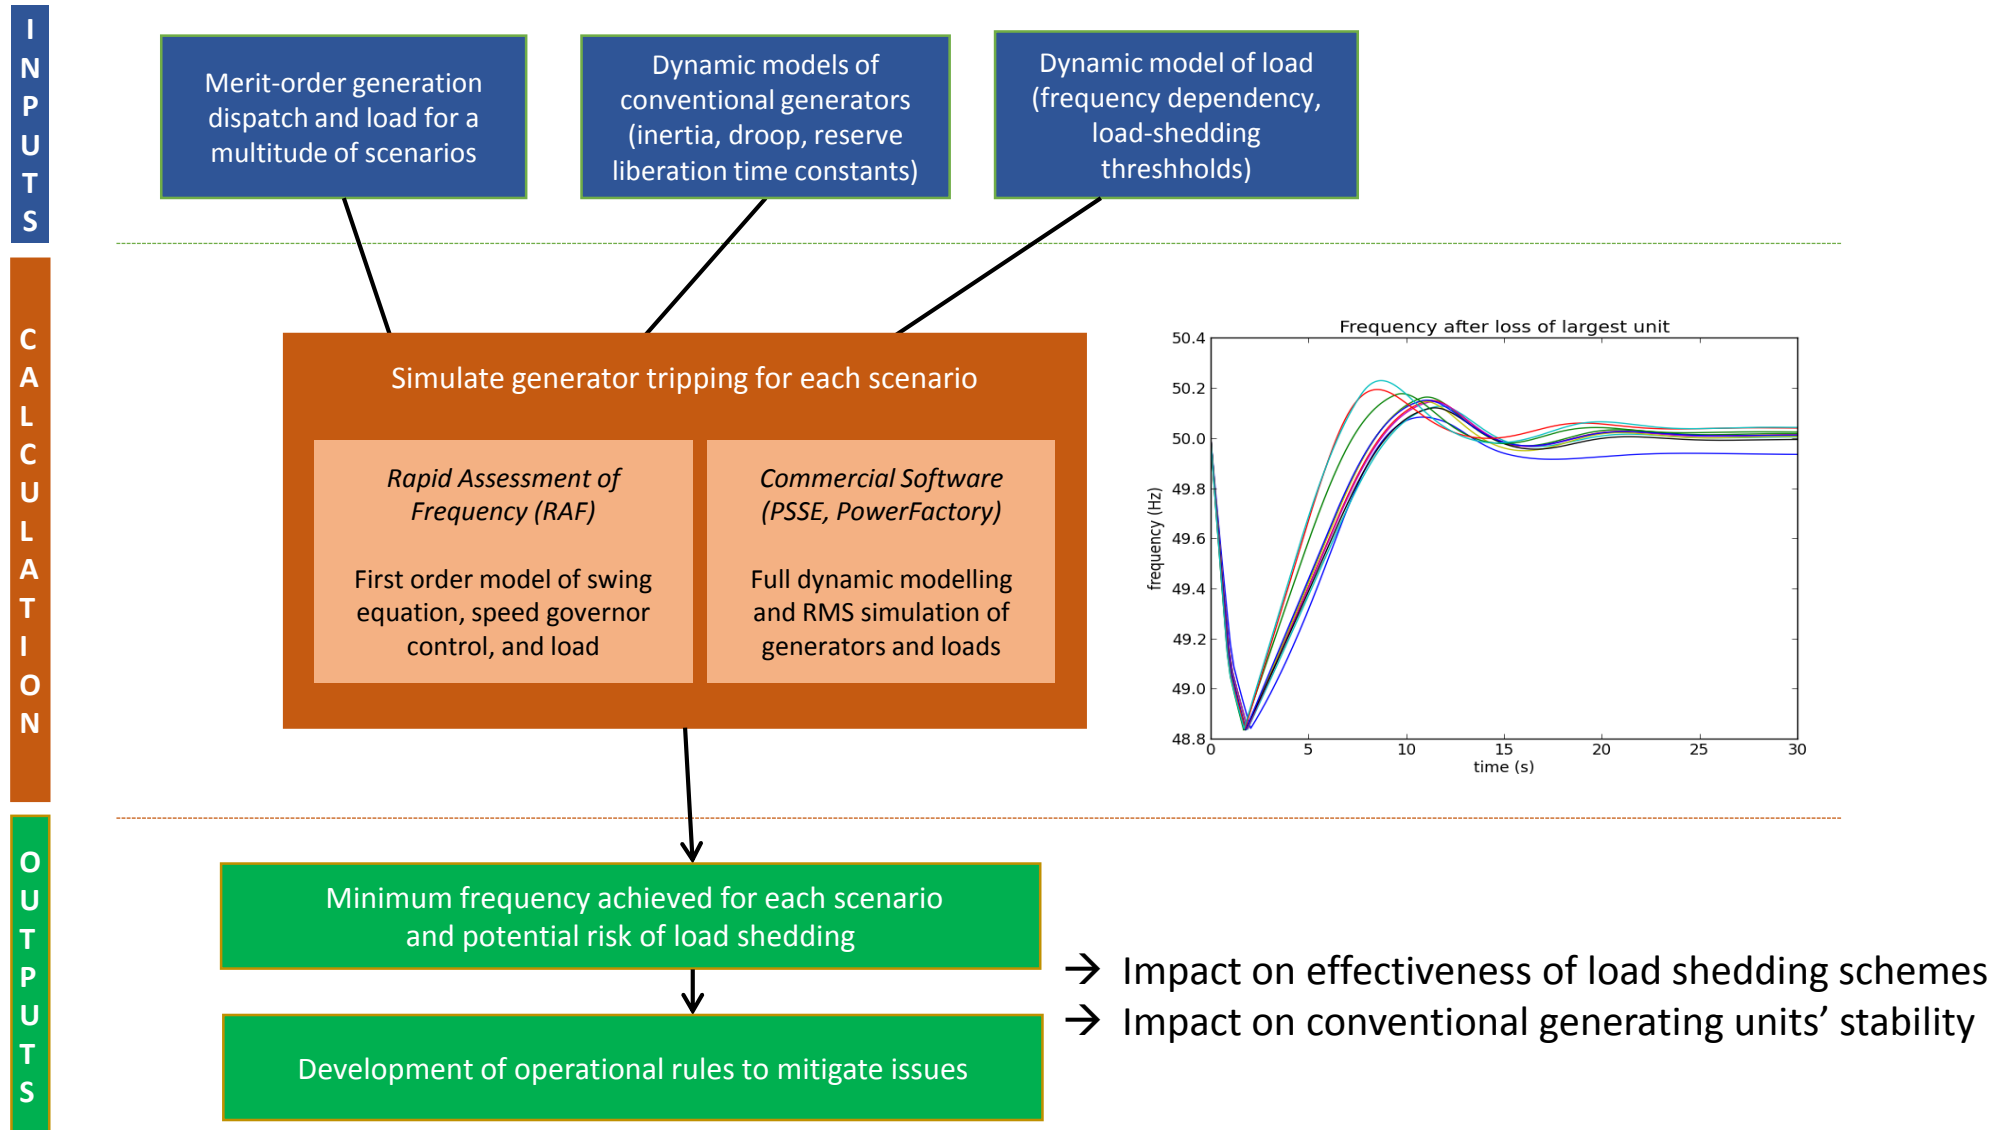 INPUTS
Merit-order generation
dispatch and load for a
multitude of scenarios
Dynamic models of
conventional generators
(inertia, droop, reserve
liberation time constants)
Dynamic model of load
(frequency dependency,
load-shedding
threshholds)
CALCULATION
Simulate generator tripping for each scenario
Rapid Assessment of
Frequency (RAF)
First order model of swing
equation, speed governor
control, and load
Commercial Software
(PSSE, PowerFactory)
Full dynamic modelling
and RMS simulation of
generators and loads
Frequency after loss of largest unit
50.4
50.2
50.0
49.8
49.6
49.4
49.2
49.0
48.8
frequency (Hz)
0 5 10 15 20 25 30
time (s)
OUTPUTS
Minimum frequency achieved for each scenario
and potential risk of load shedding
Development of operational rules to mitigate issues
→ Impact on effectiveness of load shedding schemes
→ Impact on conventional generating units’ stability